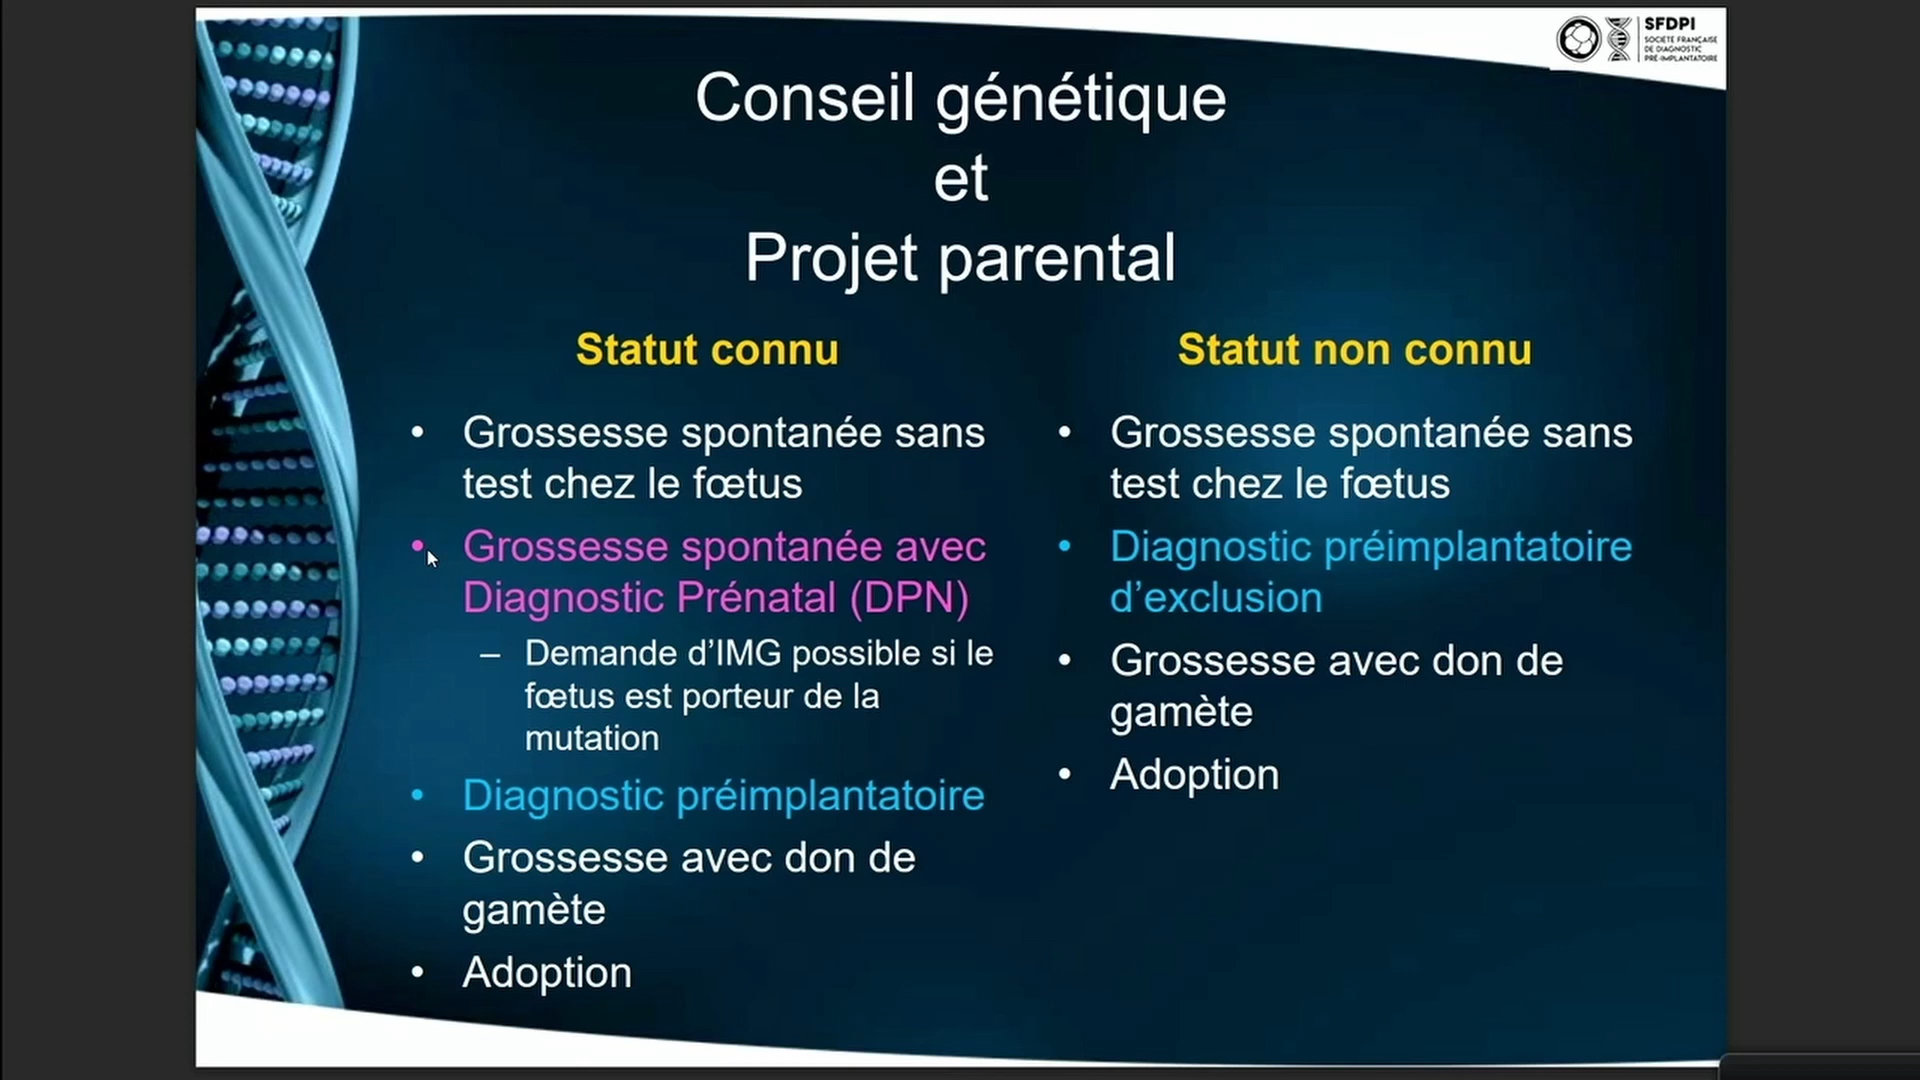 SFDPI
SOCIÉTÉ FRANÇAISE
DE DIAGNOSTIC
PRÉ-IMPLANTATOIRE
Conseil génétique
et
Projet parental
Statut connu
• Grossesse spontanée sans
test chez le fœtus
• Grossesse spontanée avec
Diagnostic Prénatal (DPN)
– Demande d’IMG possible si le
fœtus est porteur de la
mutation
• Diagnostic préimplantatoire
• Grossesse avec don de
gamète
• Adoption
Statut non connu
• Grossesse spontanée sans
test chez le fœtus
• Diagnostic préimplantatoire
d’exclusion
• Grossesse avec don de
gamète
• Adoption